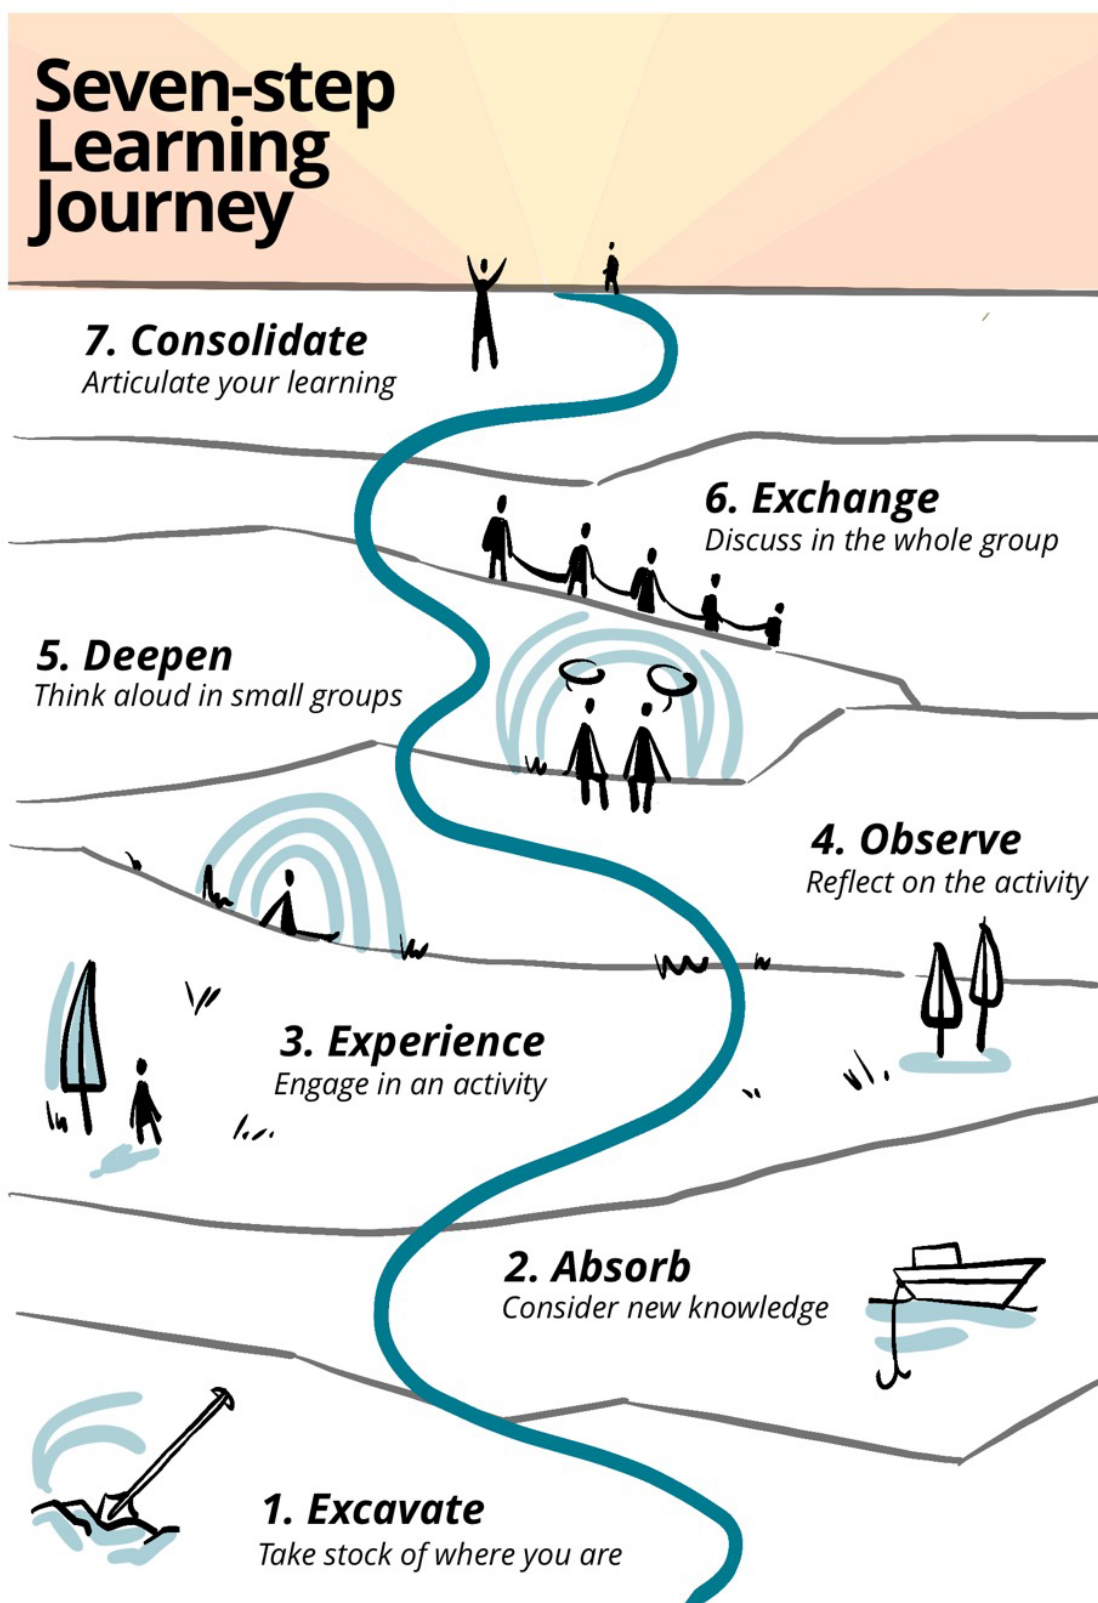 Seven-step
Learning
Journey
7. Consolidate
Articulate your learning
6. Exchange
Discuss in the whole group
5. Deepen
Think aloud in small groups
4. Observe
Reflect on the activity
3. Experience
Engage in an activity
2. Absorb
Consider new knowledge
1. Excavate
Take stock of where you are